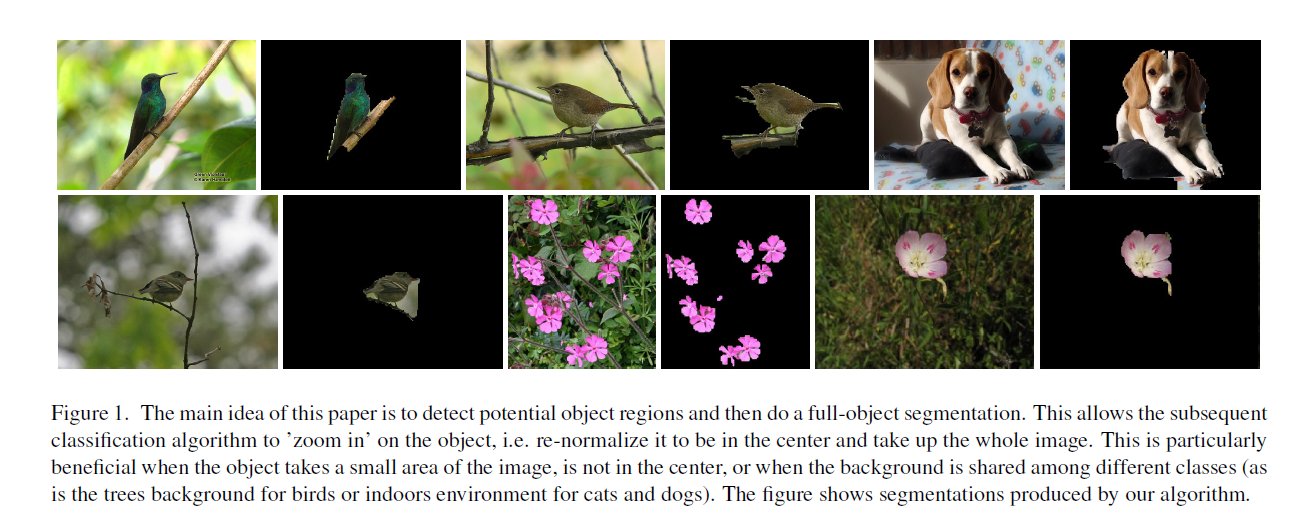 Figure 1. The main idea of this paper is to detect potential object regions and then do a full-object segmentation. This allows the subsequent
classification algorithm to ’zoom in’ on the object, i.e. re-normalize it to be in the center and take up the whole image. This is particularly
beneficial when the object takes a small area of the image, is not in the center, or when the background is shared among different classes (as
is the trees background for birds or indoors environment for cats and dogs). The figure shows segmentations produced by our algorithm.